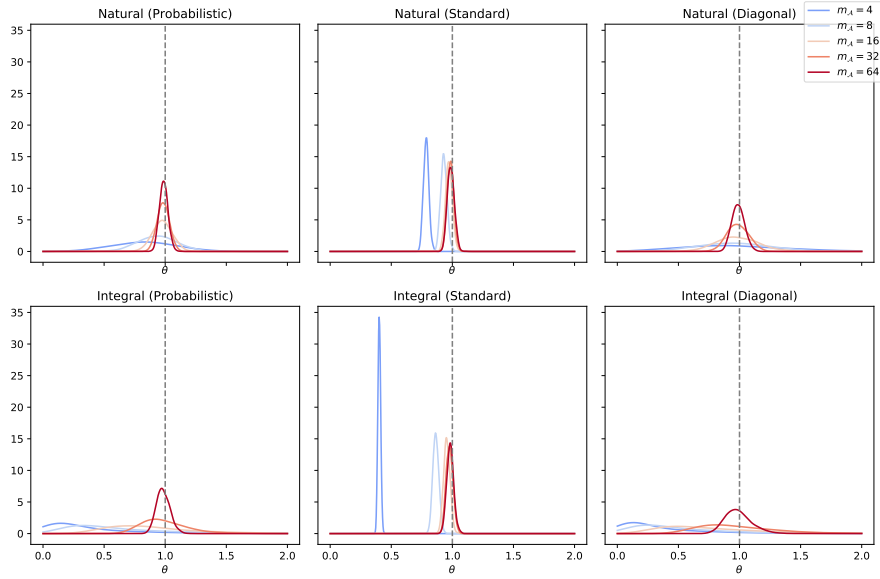 Natural (Probabilistic)
Natural (Standard)
Natural (Diagonal)
m_𝒜 = 4
m_𝒜 = 8
m_𝒜 = 16
m_𝒜 = 32
m_𝒜 = 64
35
30
25
20
15
10
5
0
θ
θ
θ
Integral (Probabilistic)
Integral (Standard)
Integral (Diagonal)
35
30
25
20
15
10
5
0
0.0 0.5 1.0 1.5 2.0
0.0 0.5 1.0 1.5 2.0
0.0 0.5 1.0 1.5 2.0
θ
θ
θ